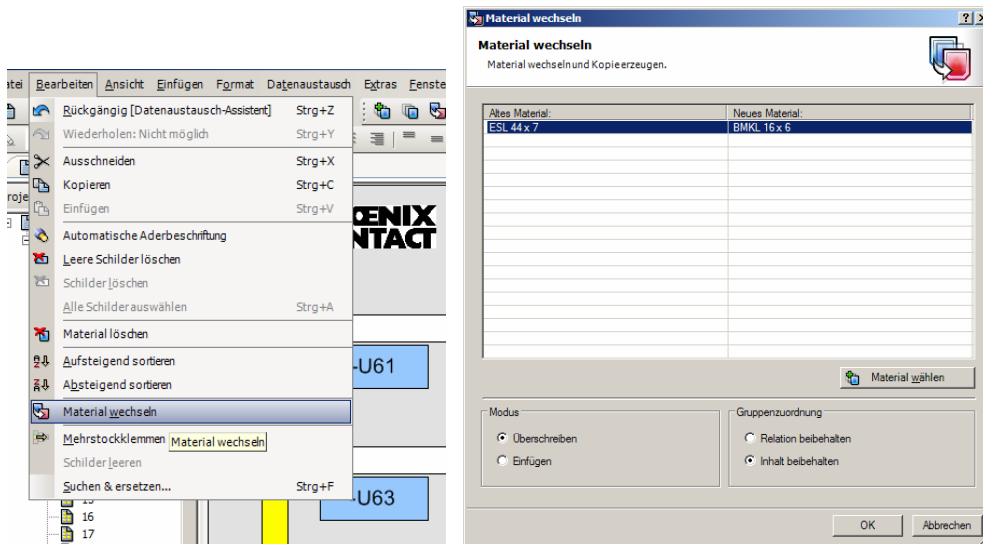 Bearbeiten Ansicht Einfügen Format Datenaustausch Extras
Rückgängig [Datenaustausch-Assistent] Strg+Z
Wiederholen: Nicht möglich Strg+Y
Ausschneiden Strg+X
Kopieren Strg+C
Einfügen Strg+V
Automatische Aderbeschriftung
Leere Schilder löschen
Schilder löschen
Alle Schilder auswählen Strg+A
Material löschen
Aufsteigend sortieren
Absteigend sortieren
Material wechseln
Mehrstockklemmen
Material wechseln
Schilder leeren
Suchen & ersetzen... Strg+F
16
17
-U61
-U63
Material wechseln
Material wechseln
Material wechseln und Kopie erzeugen.
Altes Material: Neues Material:
ESL 44 x 7 BMKL 16 x 6
Material wählen
Modus
Überschreiben
Einfügen
Gruppenzuordnung
Relation beibehalten
Inhalt beibehalten
OK Abbrechen